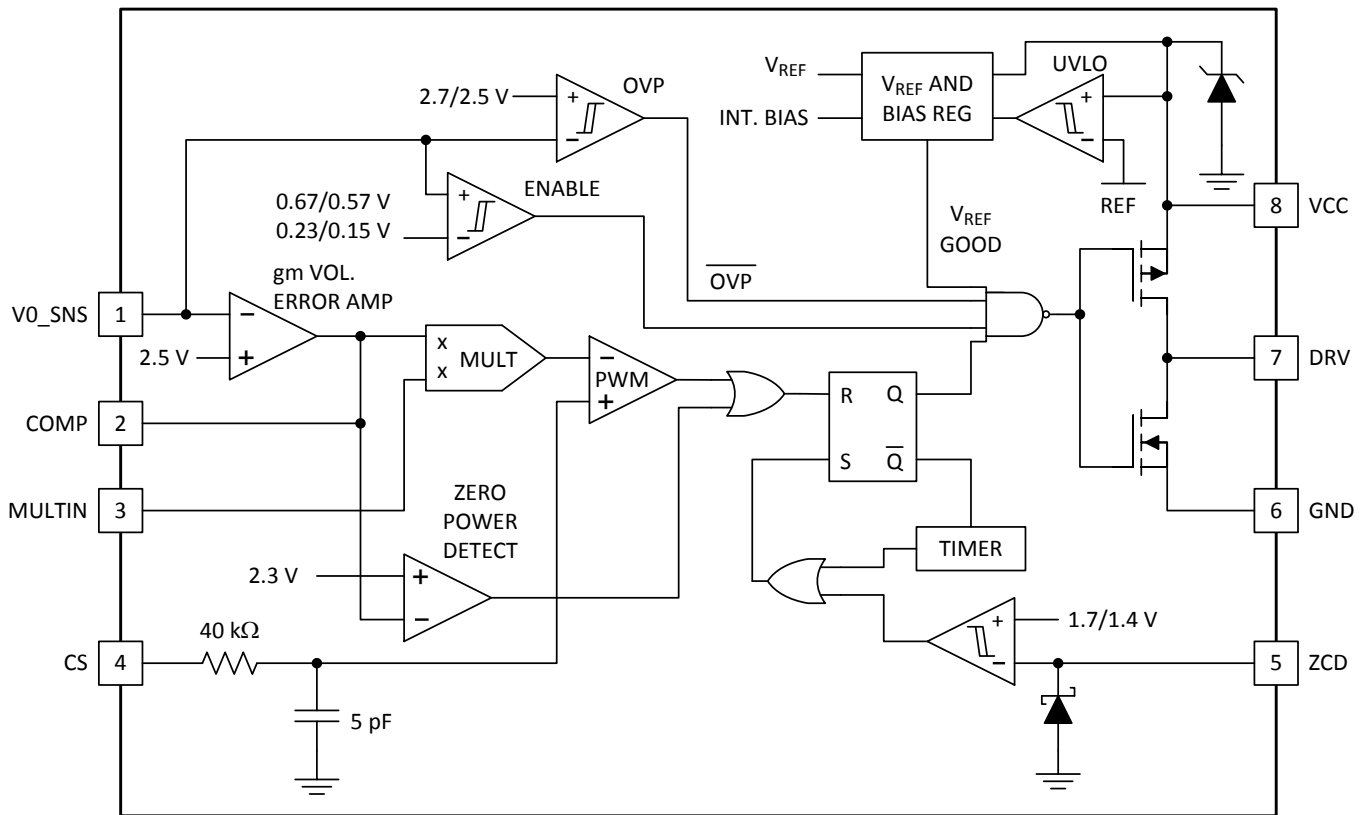 V0_SNS
1
COMP
2
MULTIN
3
CS
4
2.7/2.5 V
+
−
OVP
0.67/0.57 V
0.23/0.15 V
+
−
ENABLE
gm VOL.
ERROR AMP
−
+
2.5 V
x
x
MULT
−
PWM
+
ZERO
POWER
DETECT
2.3 V
+
−
40 kΩ
5 pF
V_REF
INT. BIAS
V_REF AND
BIAS REG
UVLO
+
−
REF
V_REF
GOOD
O̅V̅P̅
R Q
S Q̅
TIMER
+
−
1.7/1.4 V
8
VCC
7
DRV
6
GND
5
ZCD